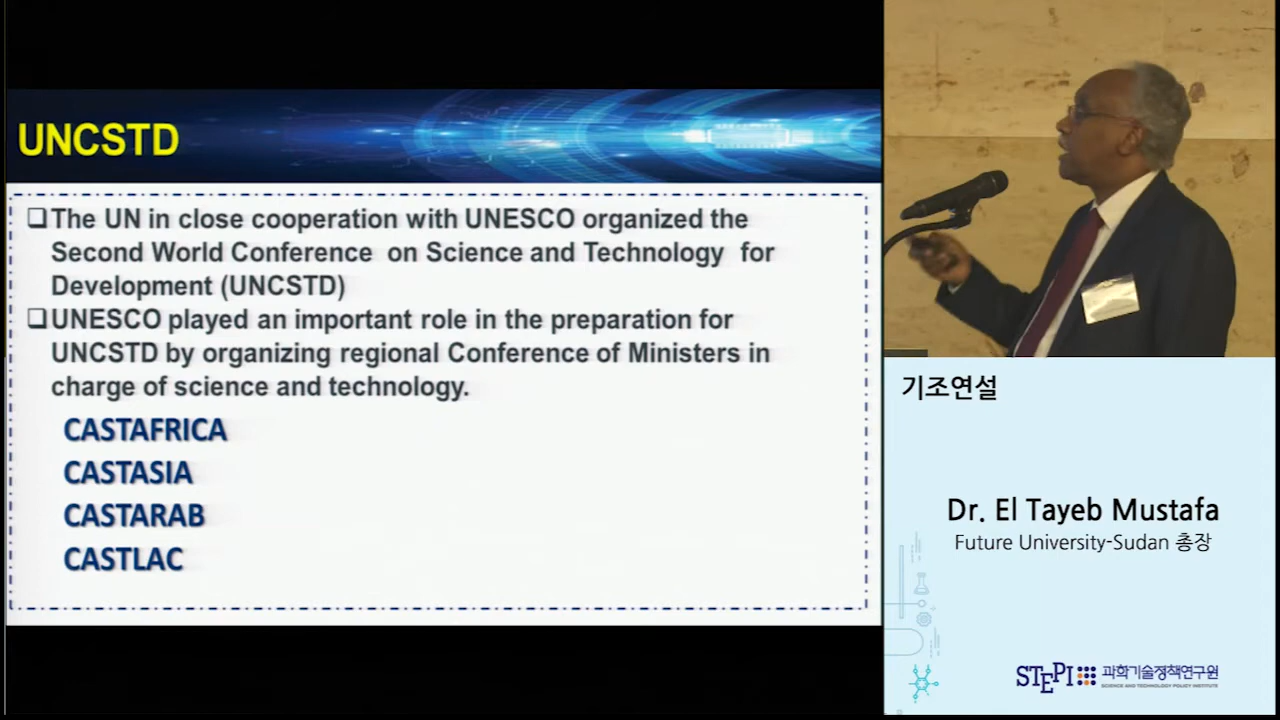 UNCSTD
❑The UN in close cooperation with UNESCO organized the
Second World Conference on Science and Technology for
Development (UNCSTD)
❑UNESCO played an important role in the preparation for
UNCSTD by organizing regional Conference of Ministers in
charge of science and technology.
CASTAFRICA
CASTASIA
CASTARAB
CASTLAC
기조연설
Dr. El Tayeb Mustafa
Future University-Sudan 총장
STEPI 과학기술정책연구원
SCIENCE AND TECHNOLOGY POLICY INSTITUTE